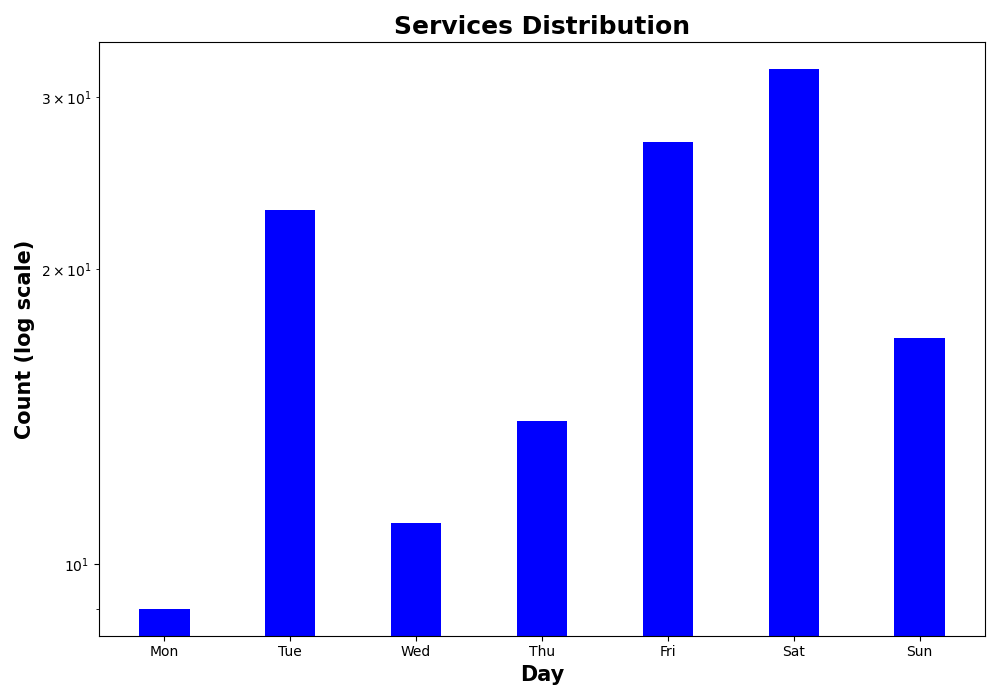 Services Distribution
3 × 10¹
2 × 10¹
10¹
Count (log scale)
Mon Tue Wed Thu Fri Sat Sun
Day